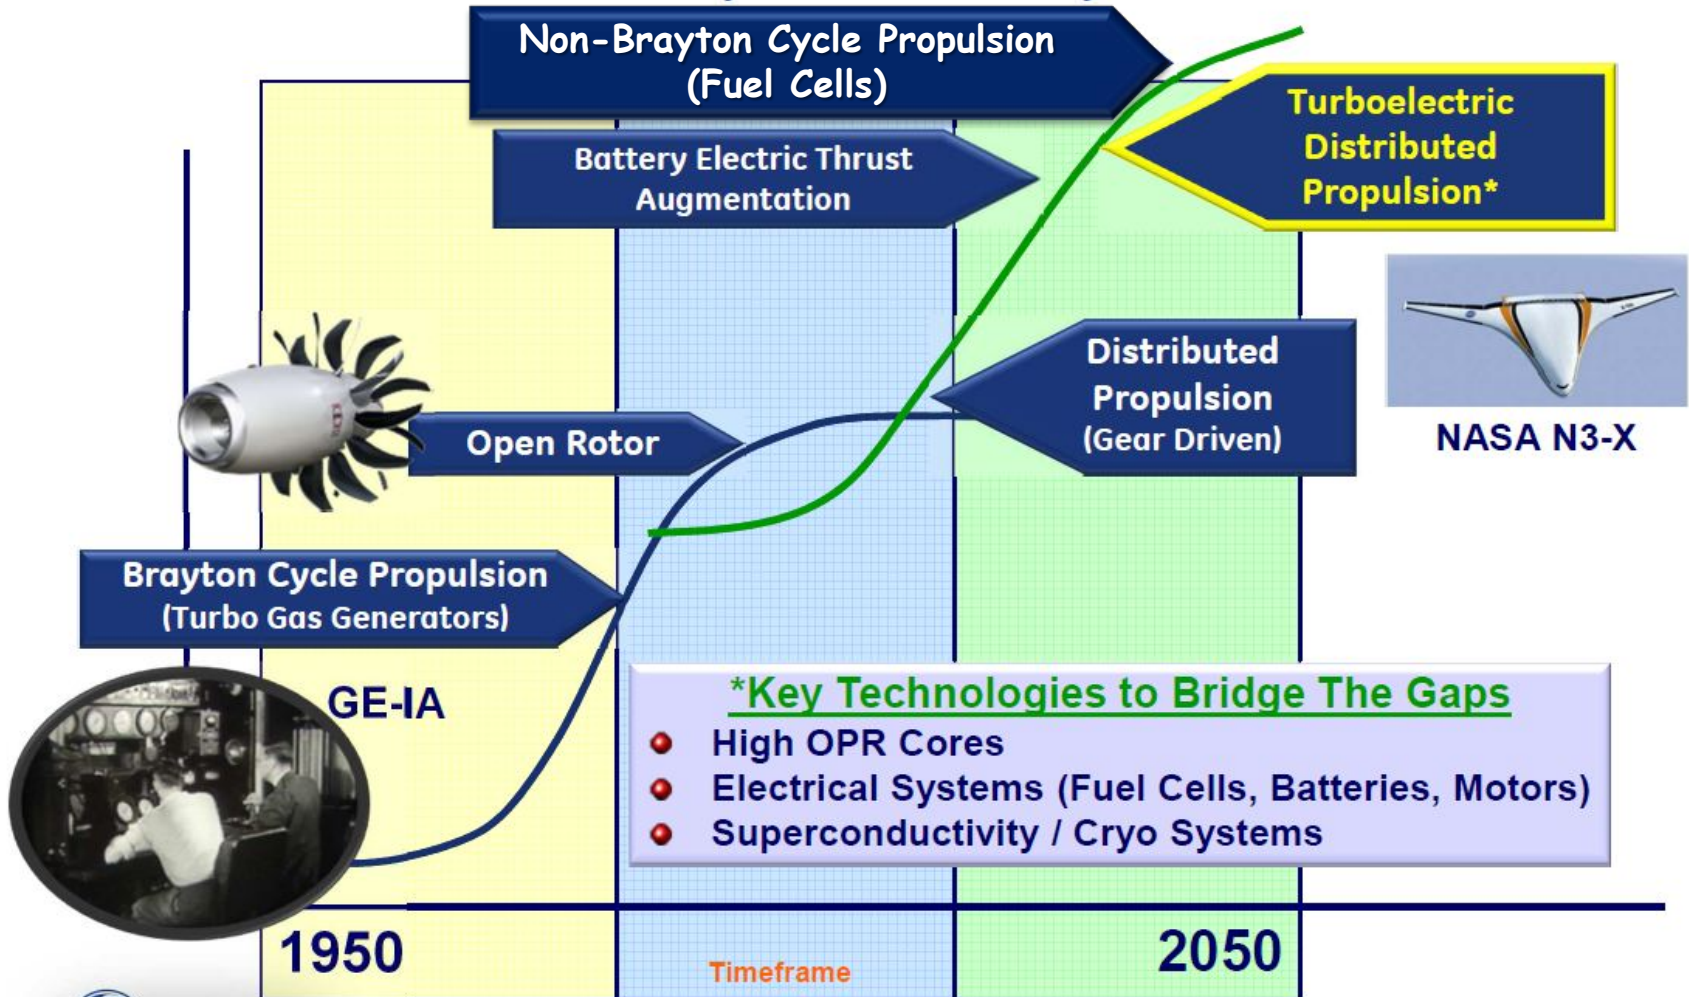 Non-Brayton Cycle Propulsion
(Fuel Cells)
Turboelectric
Distributed
Propulsion*
Battery Electric Thrust
Augmentation
Distributed
Propulsion
(Gear Driven)
NASA N3-X
Open Rotor
Brayton Cycle Propulsion
(Turbo Gas Generators)
GE-IA
*Key Technologies to Bridge The Gaps
High OPR Cores
Electrical Systems (Fuel Cells, Batteries, Motors)
Superconductivity / Cryo Systems
1950
2050
Timeframe